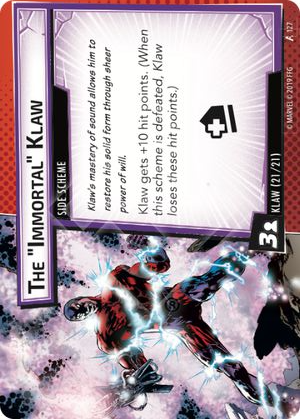 The "Immortal" Klaw
SIDE SCHEME
Klaw's mastery of sound allows him to
restore his solid form through sheer
power of will.
Klaw gets +10 hit points. (When
this scheme is defeated, Klaw
loses these hit points.)
3
KLAW (21/21)
© MARVEL © 2019 FFG
127